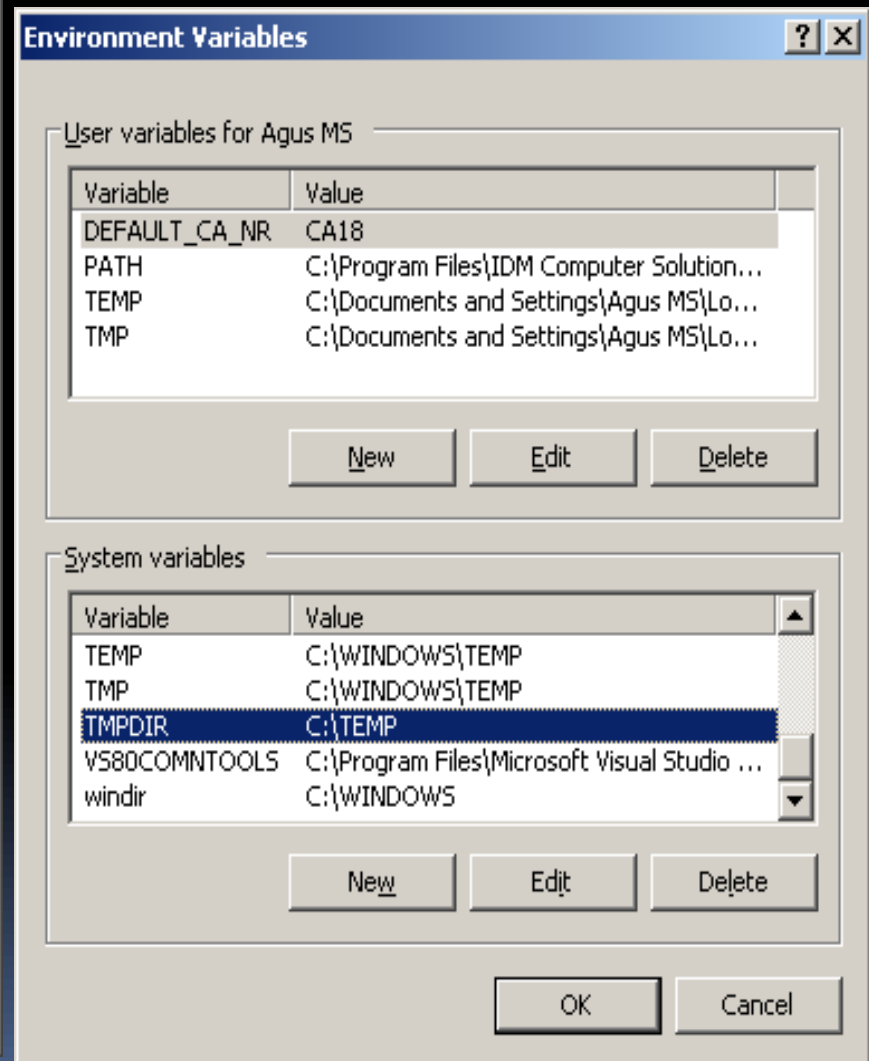 Environment Variables
User variables for Agus MS
Variable Value
DEFAULT_CA_NR CA18
PATH C:\Program Files\IDM Computer Solution...
TEMP C:\Documents and Settings\Agus MS\Lo...
TMP C:\Documents and Settings\Agus MS\Lo...
New Edit Delete
System variables
Variable Value
TEMP C:\WINDOWS\TEMP
TMP C:\WINDOWS\TEMP
TMPDIR C:\TEMP
VS80COMNTOOLS C:\Program Files\Microsoft Visual Studio ...
windir C:\WINDOWS
New Edit Delete
OK Cancel